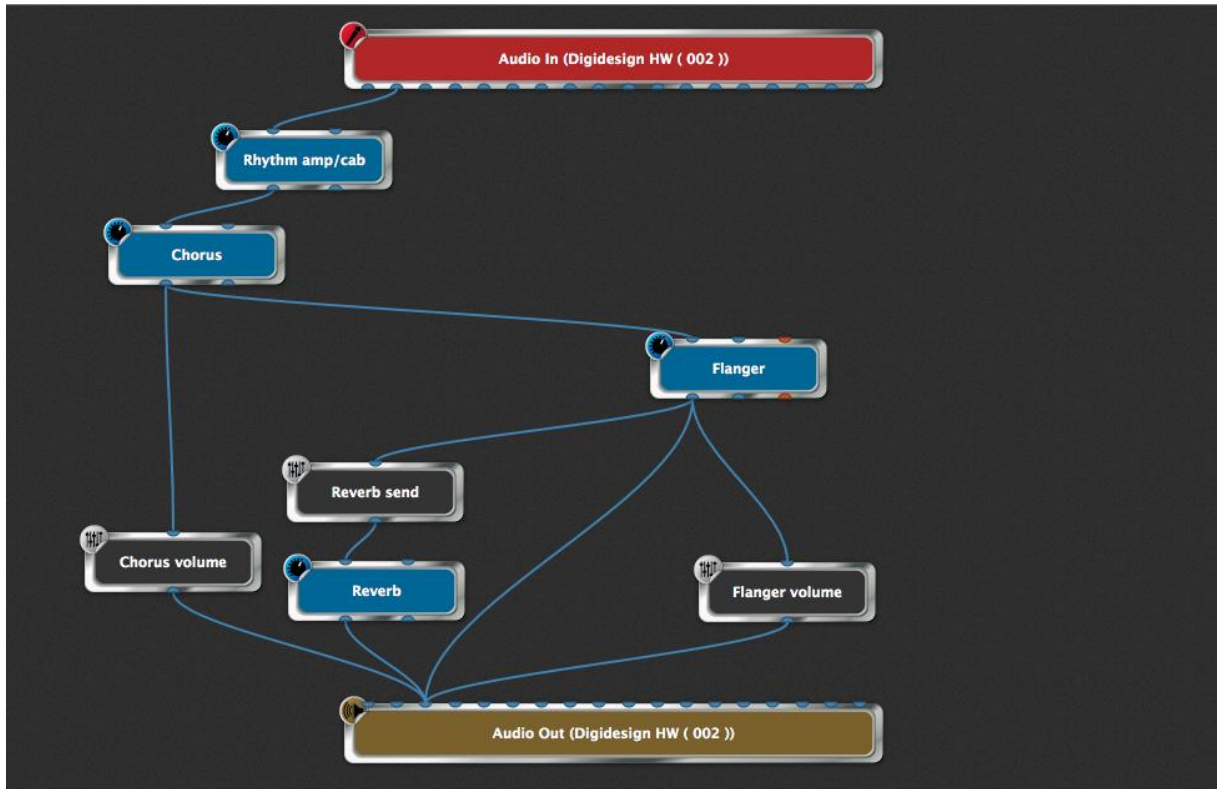 Audio In (Digidesign HW ( 002 ))
Rhythm amp/cab
Chorus
Flanger
Reverb send
Chorus volume
Reverb
Flanger volume
Audio Out (Digidesign HW ( 002 ))